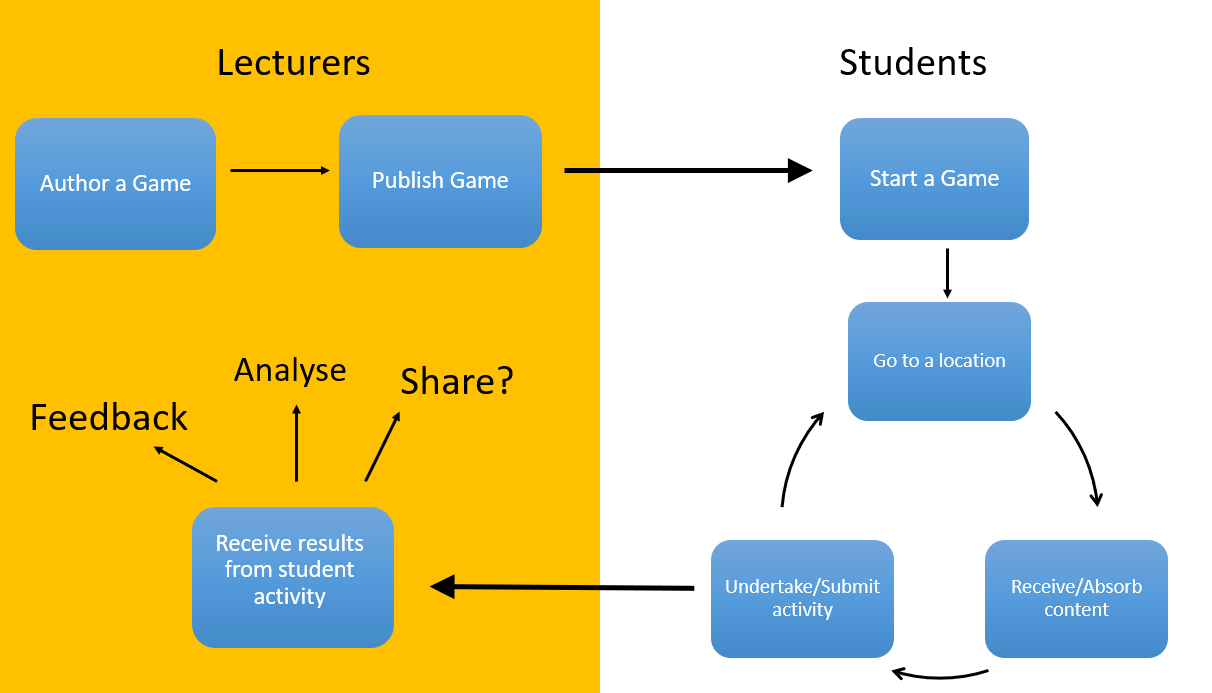 Lecturers
Students
Author a Game
Publish Game
Start a Game
Go to a location
Analyse
Share?
Feedback
Receive results
from student
activity
Undertake/Submit
activity
Receive/Absorb
content